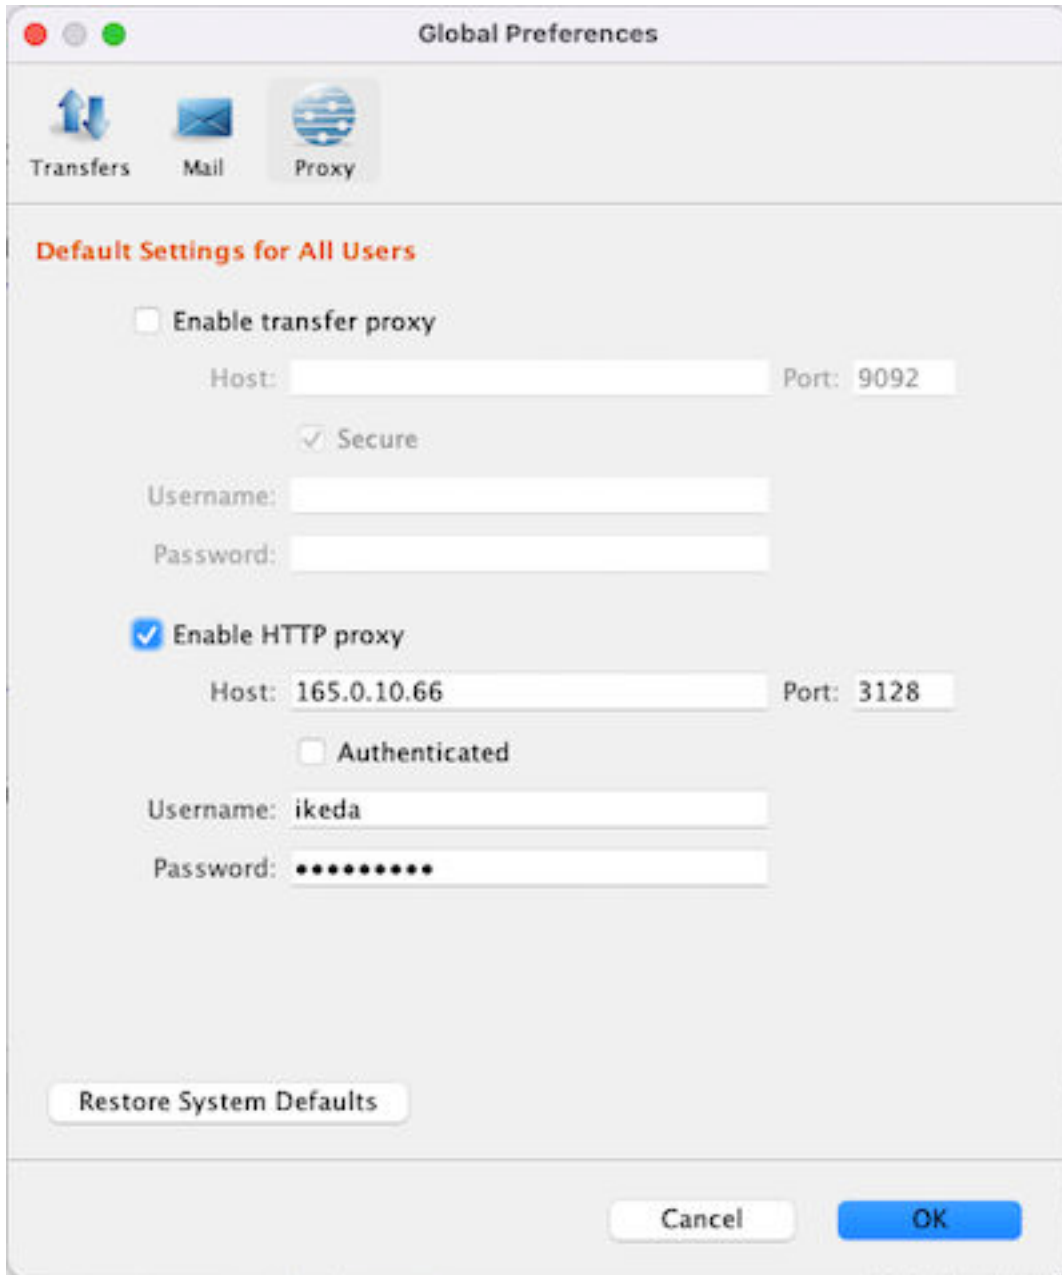 Global Preferences
Transfers Mail Proxy
Default Settings for All Users
Enable transfer proxy
Host: Port: 9092
Secure
Username:
Password:
Enable HTTP proxy
Host: 165.0.10.66 Port: 3128
Authenticated
Username: ikeda
Password: •••••••••
Restore System Defaults
Cancel OK